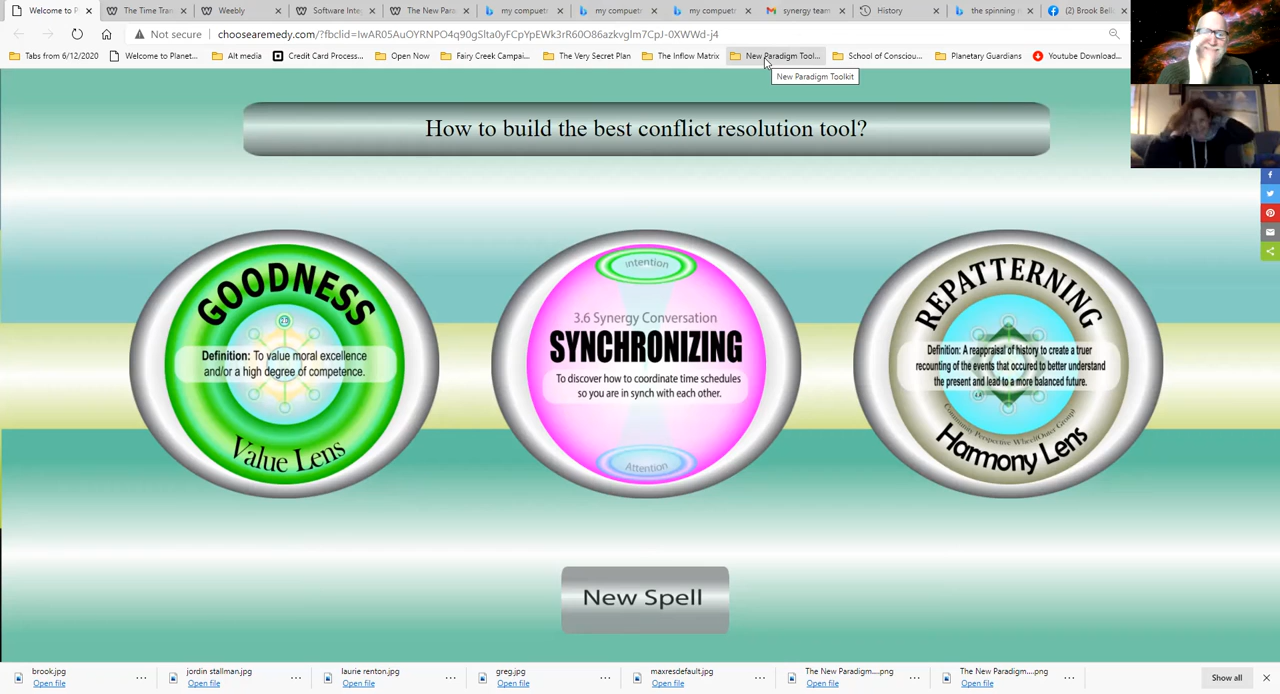 Welcome to P
The Time Tran
Weebly
Software Inte
The New Para
my compuetr
my compuetr
my compuetr
synergy team
History
the spinning r
(2) Brook Bell
Not secure
choosearemedy.com/?fbclid=IwAR05AuOYRNPO4q90gSlta0yFCpYpEWk3rR60O86azkvgIm7CpJ-0XWWd-j4
Tabs from 6/12/2020
Welcome to Planet...
Alt media
Credit Card Process...
Open Now
Fairy Creek Campai...
The Very Secret Plan
The Inflow Matrix
New Paradigm Tool...
School of Consciou...
Planetary Guardians
Youtube Download...
New Paradigm Toolkit
How to build the best conflict resolution tool?
GOODNESS
Definition: To value moral excellence
and/or a high degree of competence.
Value Lens
Intention
3.6 Synergy Conversation
SYNCHRONIZING
To discover how to coordinate time schedules
so you are in synch with each other.
Attention
REPATTERNING
Definition: A reappraisal of history to create a truer
recounting of the events that occured to better understand
the present and lead to a more balanced future.
Community Perspective Wheel(Outer Group)
Harmony Lens
New Spell
brook.jpg
Open file
jordin stallman.jpg
Open file
laurie renton.jpg
Open file
greg.jpg
Open file
maxresdefault.jpg
Open file
The New Paradigm....png
Open file
The New Paradigm....png
Open file
Show all